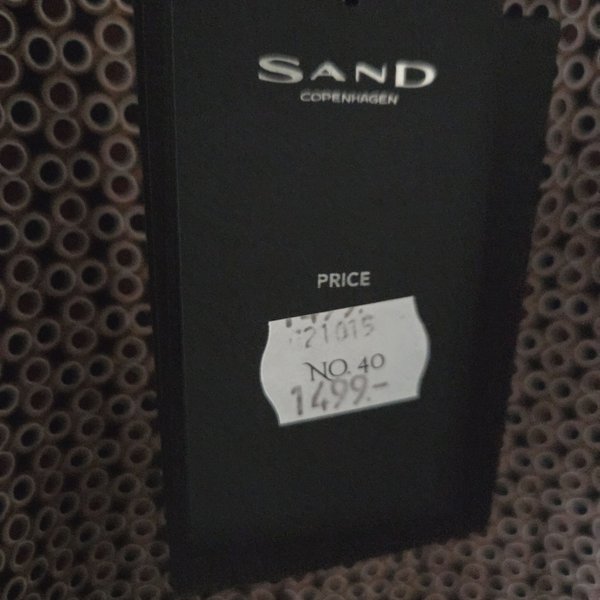 SAND
COPENHAGEN
PRICE
21015
NO. 40
1499.-